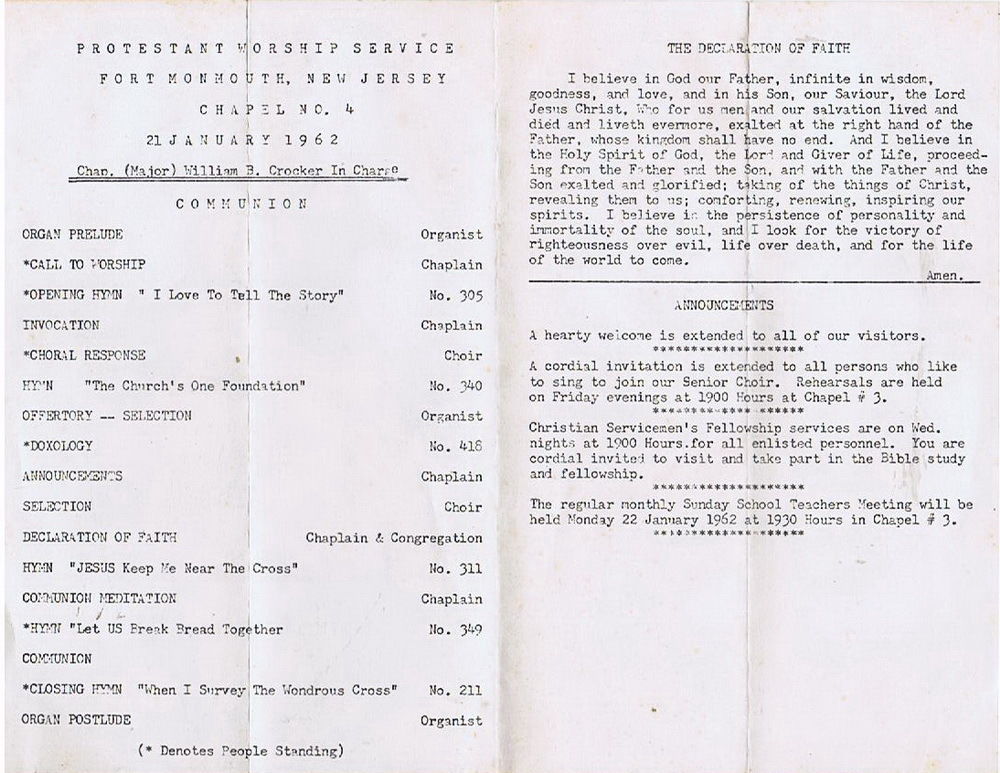 PROTESTANT WORSHIP SERVICE
FORT MONMOUTH, NEW JERSEY
CHAPEL NO. 4
21 JANUARY 1962
Chap. (Major) William B. Crocker In Charge
COMMUNION
ORGAN PRELUDE Organist
*CALL TO WORSHIP Chaplain
*OPENING HYMN " I Love To Tell The Story" No. 305
INVOCATION Chaplain
*CHORAL RESPONSE Choir
HYMN "The Church's One Foundation" No. 340
OFFERTORY -- SELECTION Organist
*DOXOLOGY No. 418
ANNOUNCEMENTS Chaplain
SELECTION Choir
DECLARATION OF FAITH Chaplain & Congregation
HYMN "JESUS Keep Me Near The Cross" No. 311
COMMUNION MEDITATION Chaplain
*HYMN "Let US Break Bread Together No. 349
COMMUNION
*CLOSING HYMN "When I Survey The Wondrous Cross" No. 211
ORGAN POSTLUDE Organist
(* Denotes People Standing)
THE DECLARATION OF FAITH
I believe in God our Father, infinite in wisdom,
goodness, and love, and in his Son, our Saviour, the Lord
Jesus Christ, Who for us men and our salvation lived and
died and liveth evermore, exalted at the right hand of the
Father, whose kingdom shall have no end. And I believe in
the Holy Spirit of God, the Lord and Giver of Life, proceed-
ing from the Father and the Son, and with the Father and the
Son exalted and glorified; taking of the things of Christ,
revealing them to us; comforting, renewing, inspiring our
spirits. I believe in the persistence of personality and
immortality of the soul, and I look for the victory of
righteousness over evil, life over death, and for the life
of the world to come.
Amen.
ANNOUNCEMENTS
A hearty welcome is extended to all of our visitors.
********************
A cordial invitation is extended to all persons who like
to sing to join our Senior Choir. Rehearsals are held
on Friday evenings at 1900 Hours at Chapel # 3.
********************
Christian Servicemen's Fellowship services are on Wed.
nights at 1900 Hours.for all enlisted personnel. You are
cordial invited to visit and take part in the Bible study
and fellowship.
********************
The regular monthly Sunday School Teachers Meeting will be
held Monday 22 January 1962 at 1930 Hours in Chapel # 3.
********************